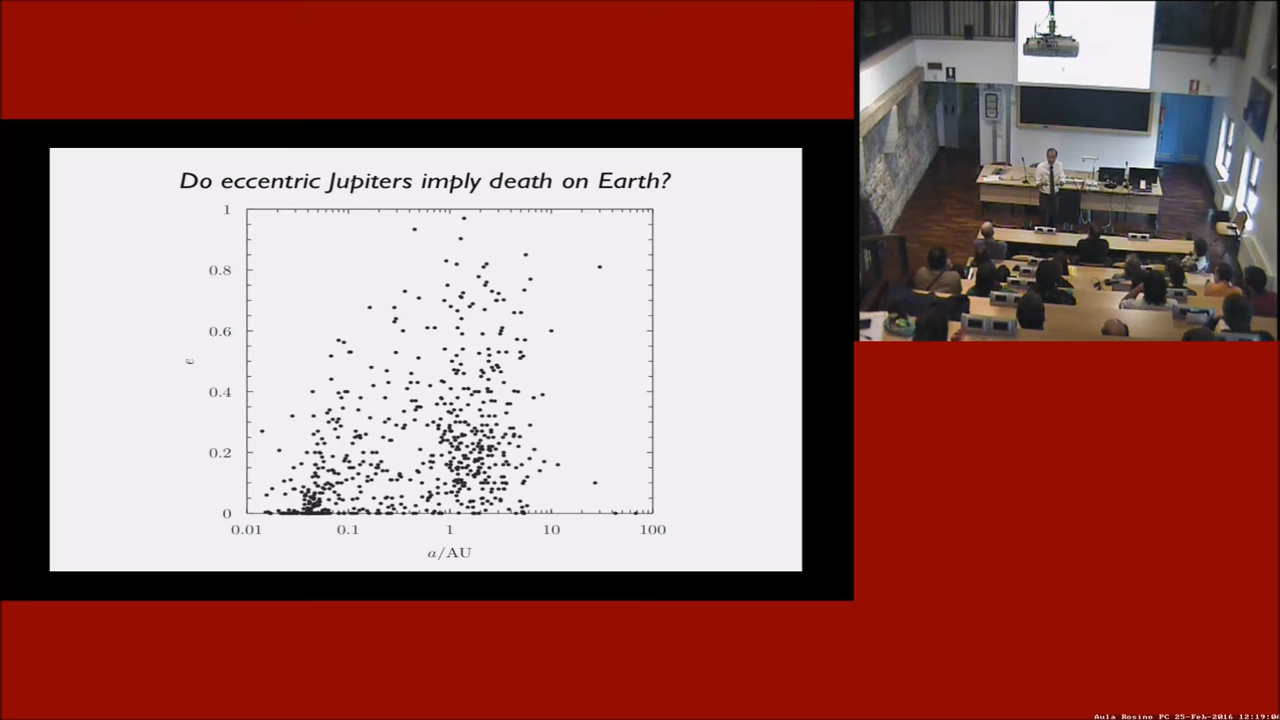 Do eccentric Jupiters imply death on Earth?
1
0.8
0.6
e
0.4
0.2
0
0.01 0.1 1 10 100
a/AU
Aula Rosino PC 25-Feb-2016 12:19:0